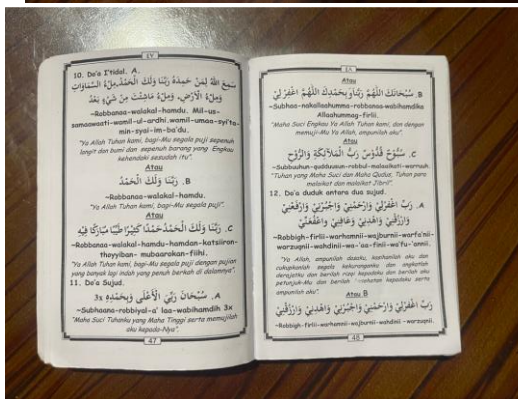 ٤٧
10. Do'a I'tidal. A.
سَمِعَ اللهُ لِمَنْ حَمِدَهُ رَبَّنَا وَلَكَ الْحَمْدُ مِلْءُ السَّمَاوَاتِ
وَمِلْءُ الْأَرْضِ، وَمِلْءُ مَاشِئْتَ مِنْ شَيْءٍ بَعْدُ
~Rabbanaa-walakal-hamdu. Mil-us-
samaawaati-wamil-ul-ardhi.wamil-umaa-syi'ta-
min-syai-im-ba'du.
"Ya Allah Tuhan kami, bagi-Mu segala puji sepenuh
langit dan bumi dan sepenuh barang yang Engkau
kehendaki sesudah itu".
Atau
B. رَبَّنَا وَلَكَ الْحَمْدُ
~Rabbanaa-walakal-hamdu.
"Ya Allah Tuhan kami, bagi-Mu segala puji".
Atau
C. رَبَّنَا وَلَكَ الْحَمْدُ حَمْدًا كَثِيْرًا طَيِّبًا مُبَارَكًا فِيْهِ
~Rabbanaa-walakal-hamdu-hamdan-katsiiron-
thoyyiban- mubaarokan-fiihi.
"Ya Allah Tuhan kami, bagi-Mu segala puji dengan pujian
yang banyak lagi indah yang penuh berkah di dalamnya".
11. Do'a Sujud.
A. سُبْحَانَ رَبِّيَ الْأَعْلَى وَبِحَمْدِهِ 3x
~Subhaana-robbiyal-a' laa-wabihamdih 3x
"Maha Suci Tuhanku yang Maha Tinggi serta memujilah
aku kepada-Nya".
47
٤٨
Atau
B. سُبْحَانَكَ اللَّهُمَّ رَبَّنَا وَبِحَمْدِكَ اللَّهُمَّ اغْفِرْلِيْ
~Subhaa-nakallaahumma-robbanaa-wabihamdika
Allaahummag-firlii.
"Maha Suci Engkau Ya Allah Tuhan kami, dan dengan
memuji-Mu Ya Allah, ampunilah aku".
Atau
C. سُبُّوْحٌ قُدُّوْسٌ رَبُّ الْمَلَائِكَةِ وَالرُّوْحِ
~Subbuuhun-qudduusun-robbul-malaaikati-warruuh.
"Tuhan yang Maha Suci dan Maha Qudus, Tuhan para
malaikat dan malaikat Jibril".
12. Do'a duduk antara dua sujud.
A. رَبِّ اغْفِرْلِيْ وَارْحَمْنِيْ وَاجْبُرْنِيْ وَارْفَعْنِيْ
وَارْزُقْنِيْ وَاهْدِنِيْ وَعَافِنِيْ وَاعْفُعَنِّيْ
~Robbigh-firlii-warhamnii-wajburnii-warfa'nii-
warzuqnii-wahdinii-wa-'aa-finii-wa'fu-'annii.
"Ya Allah, ampunilah dosaku, kasihanilah aku dan
cukupkanlah segala kekuranganku dan angkatlah
derajatku dan berilah rizqi kepadaku dan berilah aku
petunjuk-Mu dan berilah kepadaku serta
ampunilah aku".
Atau B
رَبِّ اغْفِرْلِيْ وَارْحَمْنِيْ وَاجْبُرْنِيْ وَاهْدِنِيْ وَارْزُقْنِيْ
~Robbigh-firlii-warhamnii-wajburnii-wahdinii -warzuqnii.
48